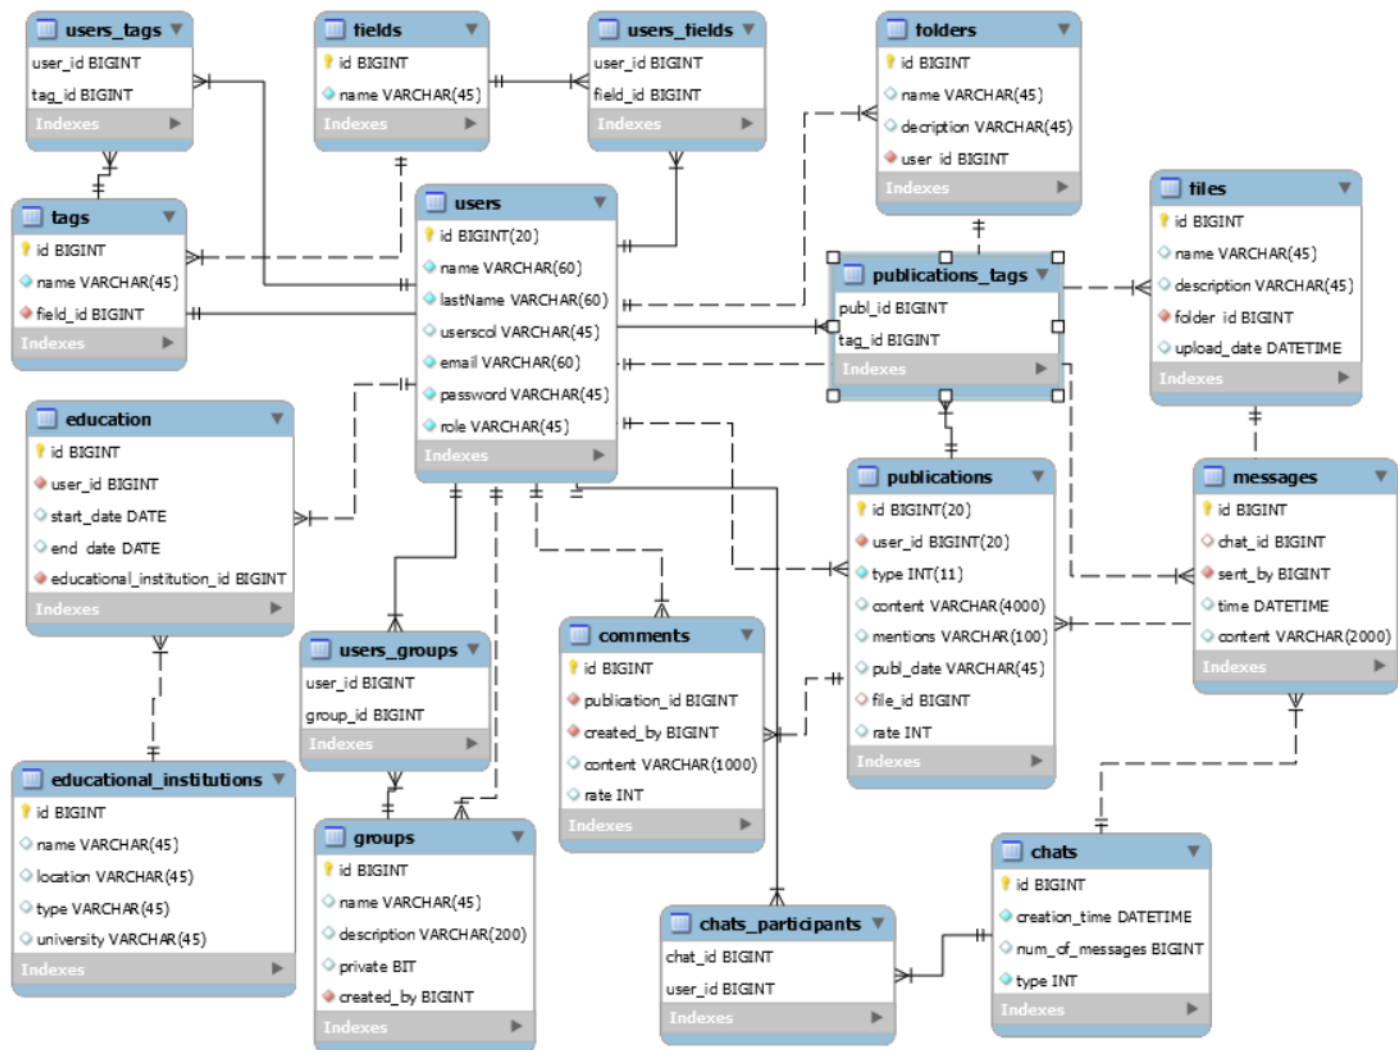 users_tags
user_id BIGINT
tag_id BIGINT
Indexes
fields
id BIGINT
name VARCHAR(45)
Indexes
users_fields
user_id BIGINT
field_id BIGINT
Indexes
folders
id BIGINT
name VARCHAR(45)
decription VARCHAR(45)
user_id BIGINT
Indexes
tags
id BIGINT
name VARCHAR(45)
field_id BIGINT
Indexes
users
id BIGINT(20)
name VARCHAR(60)
lastName VARCHAR(60)
userscol VARCHAR(45)
email VARCHAR(60)
password VARCHAR(45)
role VARCHAR(45)
Indexes
publications_tags
publ_id BIGINT
tag_id BIGINT
Indexes
files
id BIGINT
name VARCHAR(45)
description VARCHAR(45)
folder_id BIGINT
upload_date DATETIME
Indexes
education
id BIGINT
user_id BIGINT
start_date DATE
end_date DATE
educational_institution_id BIGINT
Indexes
publications
id BIGINT(20)
user_id BIGINT(20)
type INT(11)
content VARCHAR(4000)
mentions VARCHAR(100)
publ_date VARCHAR(45)
file_id BIGINT
rate INT
Indexes
messages
id BIGINT
chat_id BIGINT
sent_by BIGINT
time DATETIME
content VARCHAR(2000)
Indexes
users_groups
user_id BIGINT
group_id BIGINT
Indexes
comments
id BIGINT
publication_id BIGINT
created_by BIGINT
content VARCHAR(1000)
rate INT
Indexes
educational_institutions
id BIGINT
name VARCHAR(45)
location VARCHAR(45)
type VARCHAR(45)
university VARCHAR(45)
Indexes
groups
id BIGINT
name VARCHAR(45)
description VARCHAR(200)
private BIT
created_by BIGINT
Indexes
chats_participants
chat_id BIGINT
user_id BIGINT
Indexes
chats
id BIGINT
creation_time DATETIME
num_of_messages BIGINT
type INT
Indexes